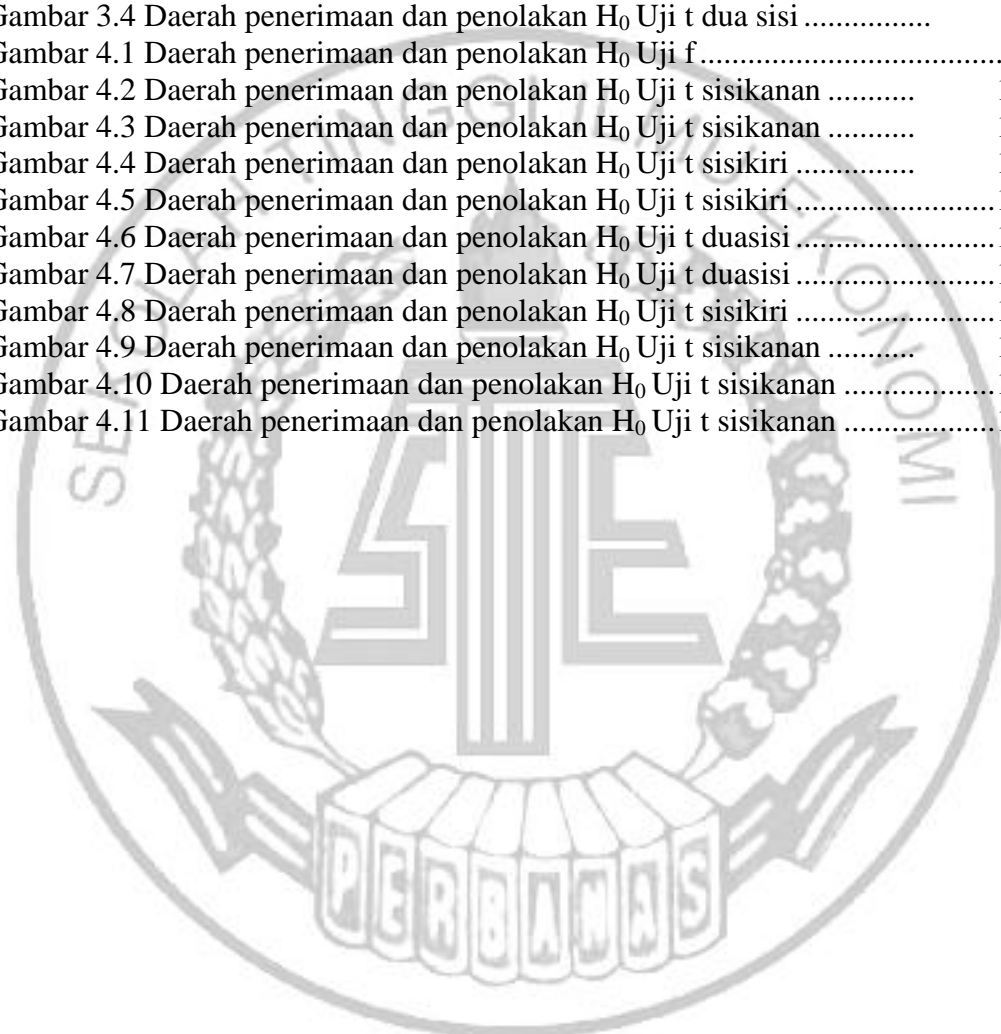 Gambar 3.4 Daerah penerimaan dan penolakan H₀ Uji t dua sisi ................
Gambar 4.1 Daerah penerimaan dan penolakan H₀ Uji f ....................................
Gambar 4.2 Daerah penerimaan dan penolakan H₀ Uji t sisikanan ...........
Gambar 4.3 Daerah penerimaan dan penolakan H₀ Uji t sisikanan ...........
Gambar 4.4 Daerah penerimaan dan penolakan H₀ Uji t sisikiri ...............
Gambar 4.5 Daerah penerimaan dan penolakan H₀ Uji t sisikiri .........................
Gambar 4.6 Daerah penerimaan dan penolakan H₀ Uji t duasisi .........................
Gambar 4.7 Daerah penerimaan dan penolakan H₀ Uji t duasisi .........................
Gambar 4.8 Daerah penerimaan dan penolakan H₀ Uji t sisikiri .........................
Gambar 4.9 Daerah penerimaan dan penolakan H₀ Uji t sisikanan ...........
Gambar 4.10 Daerah penerimaan dan penolakan H₀ Uji t sisikanan ...................
Gambar 4.11 Daerah penerimaan dan penolakan H₀ Uji t sisikanan ...................
SEKOLAH TINGGI ILMU EKONOMI
STIE
PERBANAS